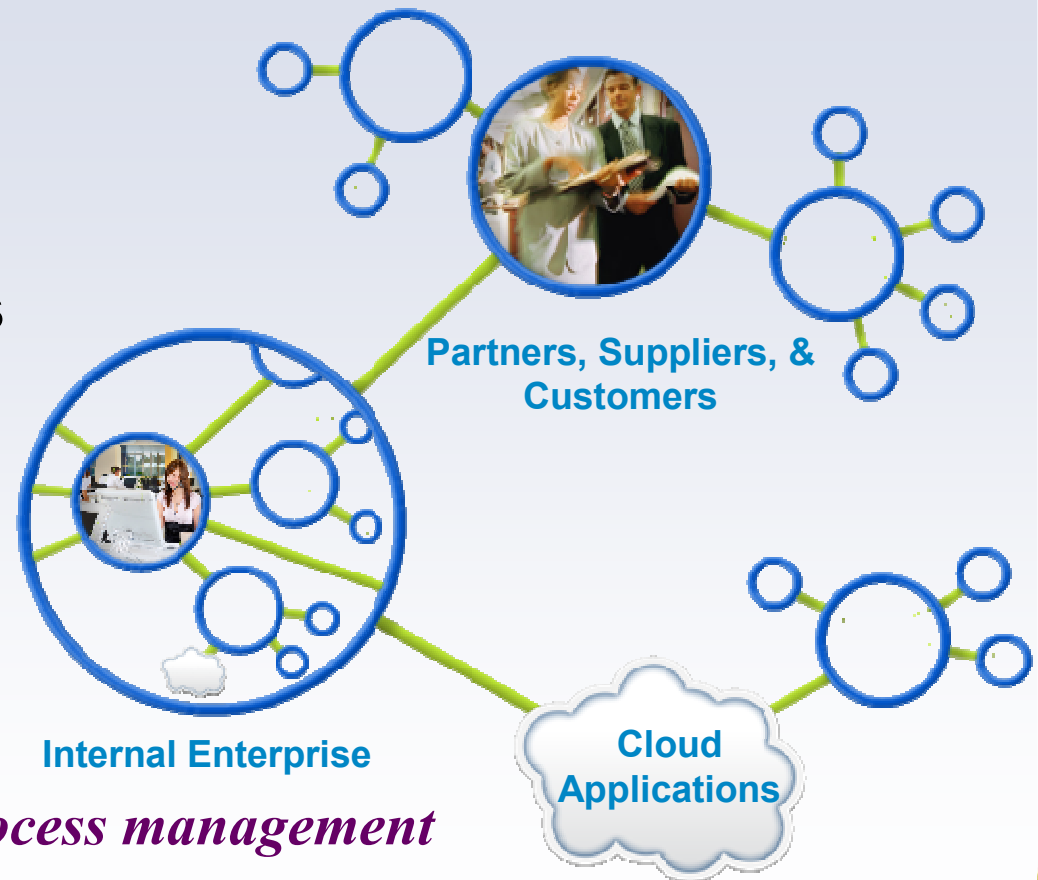 s
Partners, Suppliers, &
Customers
Internal Enterprise
Cloud
Applications
ocess management